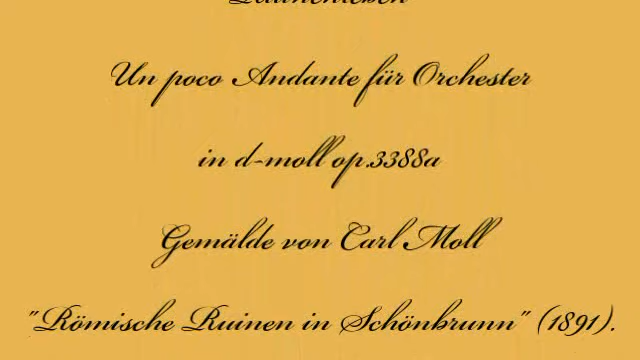 Un poco Andante für Orchester
in d-moll op.3388a
Gemälde von Carl Moll
"Römische Ruinen in Schönbrunn" (1891).